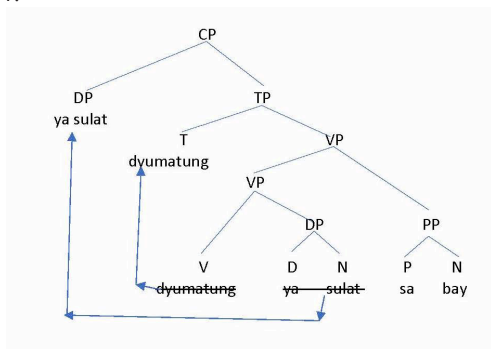 CP
DP TP
ya sulat
T VP
dyumatung
VP
DP PP
V D N P N
dyumatung ya sulat sa bay